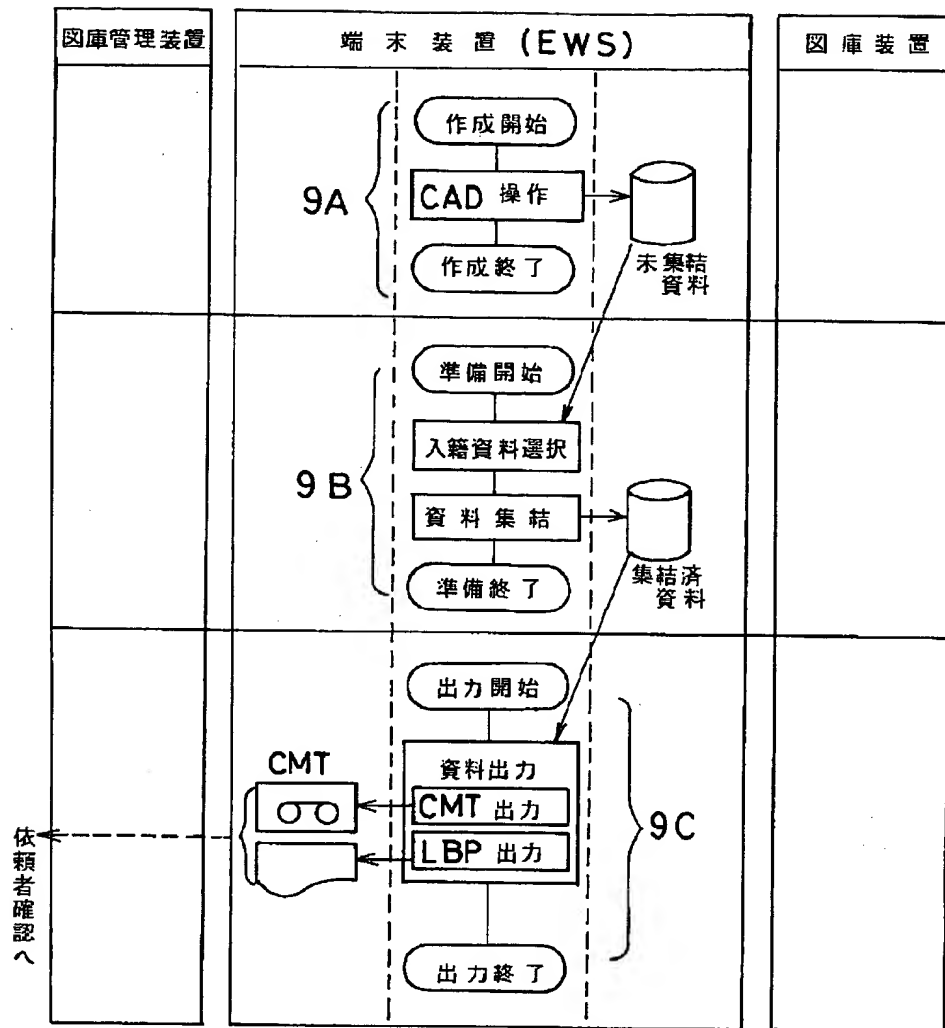 図庫管理装置
端末装置(EWS)
図庫装置
作成開始
9A
CAD 操作
作成終了
未集結
資料
準備開始
入籍資料選択
9B
資料集結
準備終了
集結済
資料
出力開始
資料出力
CMT
CMT 出力
9C
LBP 出力
依頼者確認へ
出力終了